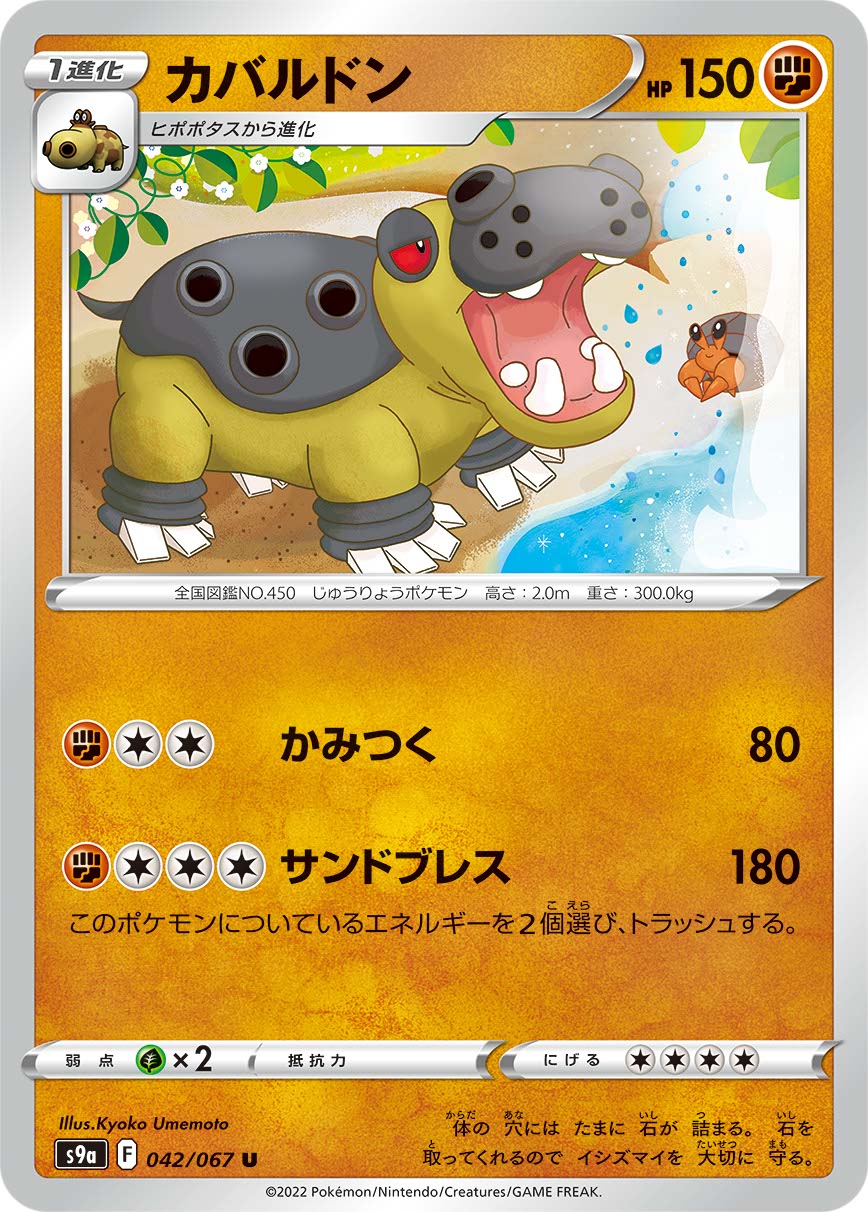 1進化
カバルドン
HP 150
ヒポポタスから進化
全国図鑑NO.450 じゅうりょうポケモン 高さ:2.0m 重さ:300.0kg
かみつく 80
サンドブレス 180
このポケモンについているエネルギーを2個選び、トラッシュする。
弱点 ×2 抵抗力 にげる
Illus.Kyoko Umemoto
体の 穴には たまに 石が 詰まる。 石を
取ってくれるので イシズマイを 大切に 守る。
s9a F 042/067 U
©2022 Pokémon/Nintendo/Creatures/GAME FREAK.